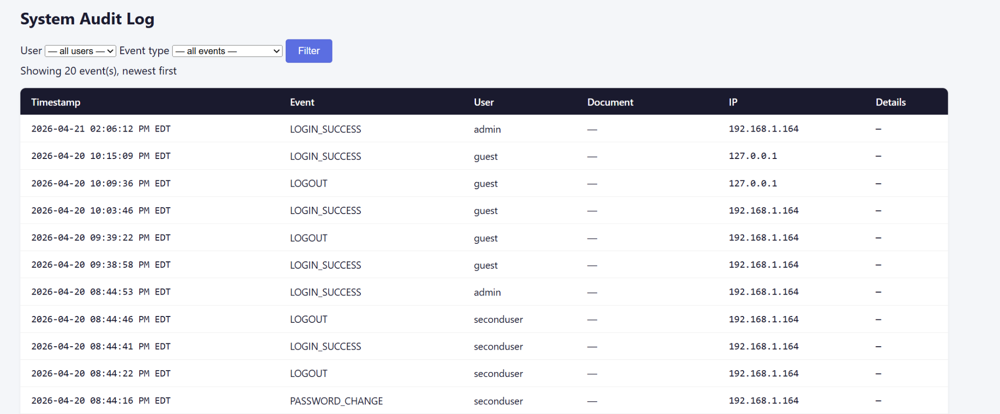 System Audit Log
User — all users — Event type — all events — Filter
Showing 20 event(s), newest first
Timestamp Event User Document IP Details
2026-04-21 02:06:12 PM EDT LOGIN_SUCCESS admin — 192.168.1.164 –
2026-04-20 10:15:09 PM EDT LOGIN_SUCCESS guest — 127.0.0.1 –
2026-04-20 10:09:36 PM EDT LOGOUT guest — 127.0.0.1 –
2026-04-20 10:03:46 PM EDT LOGIN_SUCCESS guest — 192.168.1.164 –
2026-04-20 09:39:22 PM EDT LOGOUT guest — 192.168.1.164 –
2026-04-20 09:38:58 PM EDT LOGIN_SUCCESS guest — 192.168.1.164 –
2026-04-20 08:44:53 PM EDT LOGIN_SUCCESS admin — 192.168.1.164 –
2026-04-20 08:44:46 PM EDT LOGOUT seconduser — 192.168.1.164 –
2026-04-20 08:44:41 PM EDT LOGIN_SUCCESS seconduser — 192.168.1.164 –
2026-04-20 08:44:22 PM EDT LOGOUT seconduser — 192.168.1.164 –
2026-04-20 08:44:16 PM EDT PASSWORD_CHANGE seconduser — 192.168.1.164 –